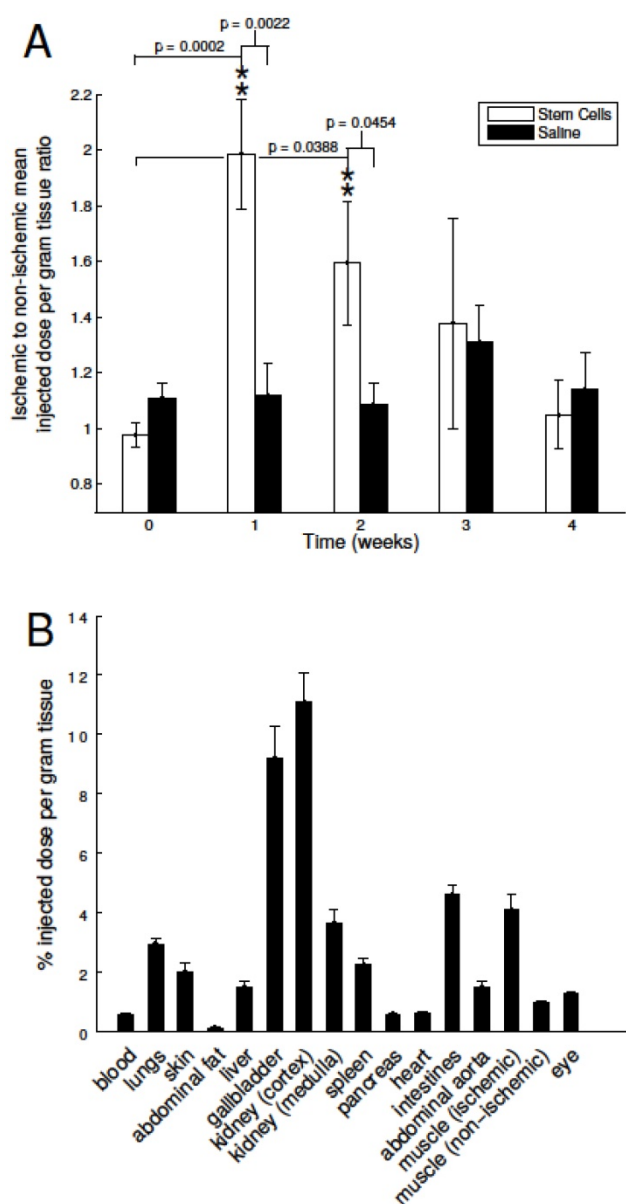 A
p = 0.0022
p = 0.0002
**
2.2
Stem Cells
Saline
p = 0.0454
p = 0.0388
**
2
1.8
1.6
1.4
1.2
1
0.8
Ischemic to non-ischemic mean
injected dose per gram tissue ratio
0 1 2 3 4
Time (weeks)
B
14
12
10
8
6
4
2
0
% injected dose per gram tissue
blood
lungs
skin
abdominal fat
liver
gallbladder
kidney (cortex)
kidney (medulla)
spleen
pancreas
heart
intestines
abdominal aorta
muscle (ischemic)
muscle (non-ischemic)
eye